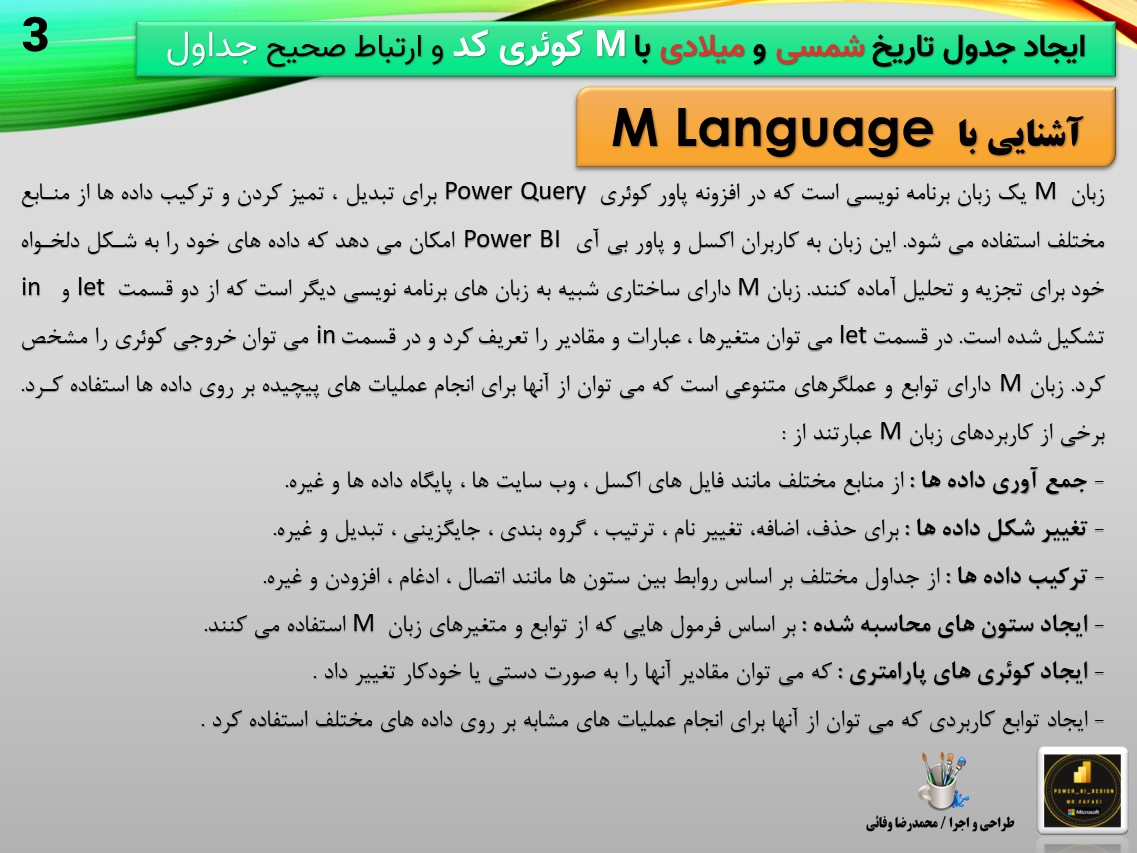 3
ایجاد جدول تاریخ شمسی و میلادی با M کوئری کد و ارتباط صحیح جداول
آشنایی با M Language
زبان M یک زبان برنامه نویسی است که در افزونه پاور کوئری Power Query برای تبدیل ، تمیز کردن و ترکیب داده ها از منـابع
مختلف استفاده می شود. این زبان به کاربران اکسل و پاور بی آی Power BI امکان می دهد که داده های خود را به شـکل دلخـواه
خود برای تجزیه و تحلیل آماده کنند. زبان M دارای ساختاری شبیه به زبان های برنامه نویسی دیگر است که از دو قسمت let و in
تشکیل شده است. در قسمت let می توان متغیرها ، عبارات و مقادیر را تعریف کرد و در قسمت in می توان خروجی کوئری را مشخص
کرد. زبان M دارای توابع و عملگرهای متنوعی است که می توان از آنها برای انجام عملیات های پیچیده بر روی داده ها استفاده کـرد.
برخی از کاربردهای زبان M عبارتند از :
- جمع آوری داده ها : از منابع مختلف مانند فایل های اکسل ، وب سایت ها ، پایگاه داده ها و غیره.
- تغییر شکل داده ها : برای حذف، اضافه، تغییر نام ، ترتیب ، گروه بندی ، جایگزینی ، تبدیل و غیره.
- ترکیب داده ها : از جداول مختلف بر اساس روابط بین ستون ها مانند اتصال ، ادغام ، افزودن و غیره.
- ایجاد ستون های محاسبه شده : بر اساس فرمول هایی که از توابع و متغیرهای زبان M استفاده می کنند.
- ایجاد کوئری های پارامتری : که می توان مقادیر آنها را به صورت دستی یا خودکار تغییر داد .
- ایجاد توابع کاربردی که می توان از آنها برای انجام عملیات های مشابه بر روی داده های مختلف استفاده کرد .
طراحی و اجرا / محمدرضا وفائی
POWER_BI_DESIGN
MR.VAFAEI
Microsoft